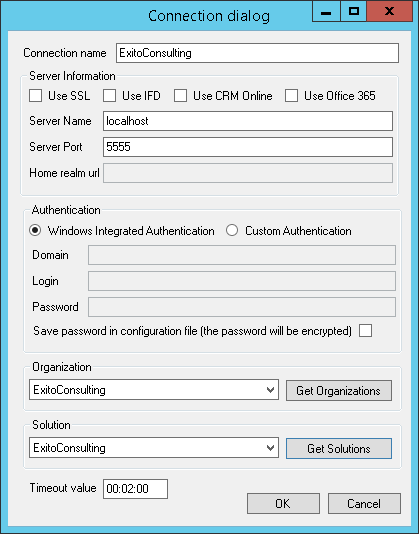 Connection dialog
Connection name ExitoConsulting
Server Information
Use SSL Use IFD Use CRM Online Use Office 365
Server Name localhost
Server Port 5555
Home realm url
Authentication
Windows Integrated Authentication Custom Authentication
Domain
Login
Password
Save password in configuration file (the password will be encrypted)
Organization
ExitoConsulting Get Organizations
Solution
ExitoConsulting Get Solutions
Timeout value 00:02:00
OK Cancel